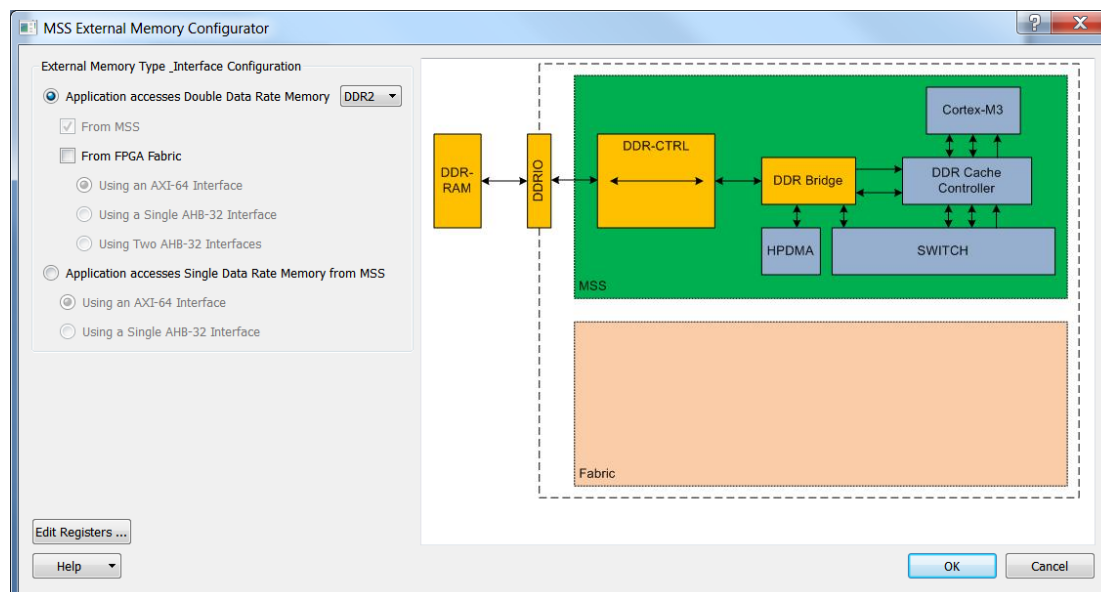 MSS External Memory Configurator
External Memory Type _Interface Configuration
Application accesses Double Data Rate Memory DDR2
From MSS
From FPGA Fabric
Using an AXI-64 Interface
Using a Single AHB-32 Interface
Using Two AHB-32 Interfaces
Application accesses Single Data Rate Memory from MSS
Using an AXI-64 Interface
Using a Single AHB-32 Interface
Edit Registers ...
Help
DDR-
RAM
DDRIO
DDR-CTRL
DDR Bridge
Cortex-M3
DDR Cache
Controller
HPDMA
SWITCH
MSS
Fabric
OK
Cancel